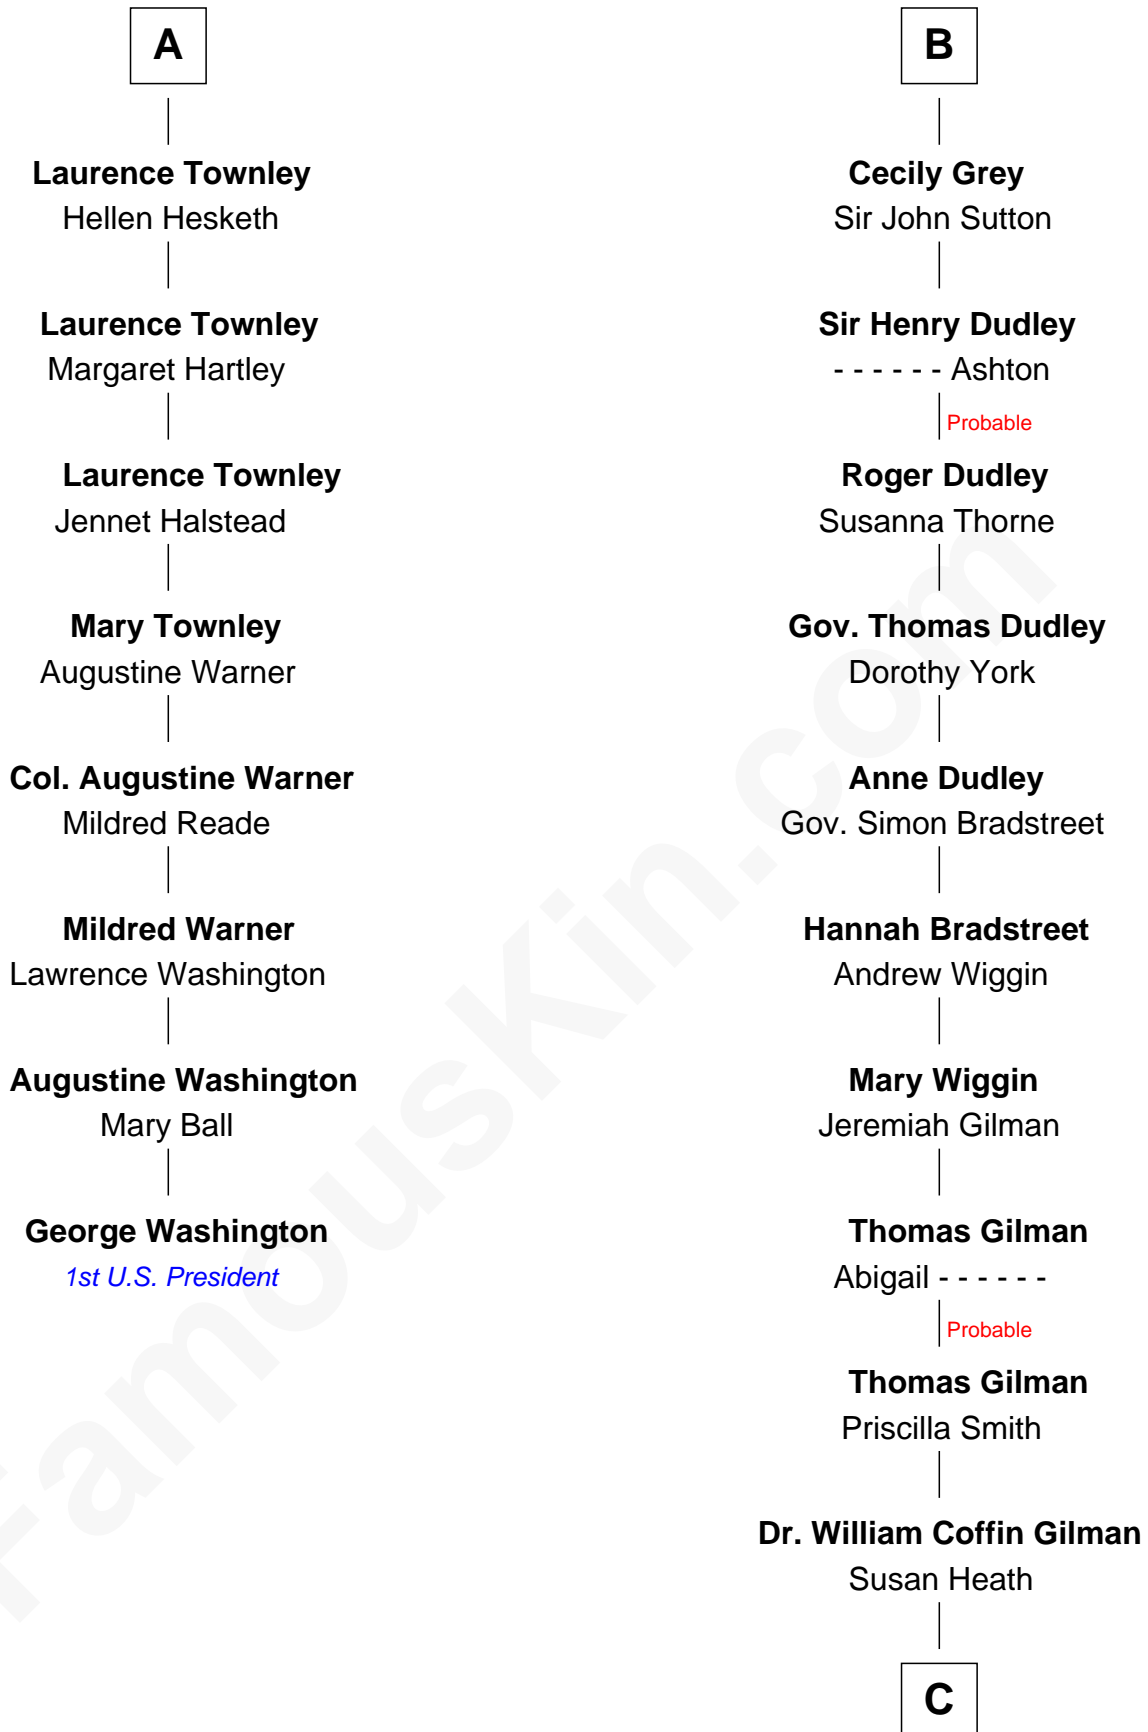 A
Laurence Townley
Hellen Hesketh
Laurence Townley
Margaret Hartley
Laurence Townley
Jennet Halstead
Mary Townley
Augustine Warner
Col. Augustine Warner
Mildred Reade
Mildred Warner
Lawrence Washington
Augustine Washington
Mary Ball
George Washington
1st U.S. President
B
Cecily Grey
Sir John Sutton
Sir Henry Dudley
- - - - - - Ashton
Probable
Roger Dudley
Susanna Thorne
Gov. Thomas Dudley
Dorothy York
Anne Dudley
Gov. Simon Bradstreet
Hannah Bradstreet
Andrew Wiggin
Mary Wiggin
Jeremiah Gilman
Thomas Gilman
Abigail - - - - - -
Probable
Thomas Gilman
Priscilla Smith
Dr. William Coffin Gilman
Susan Heath
C
FamousKin.com